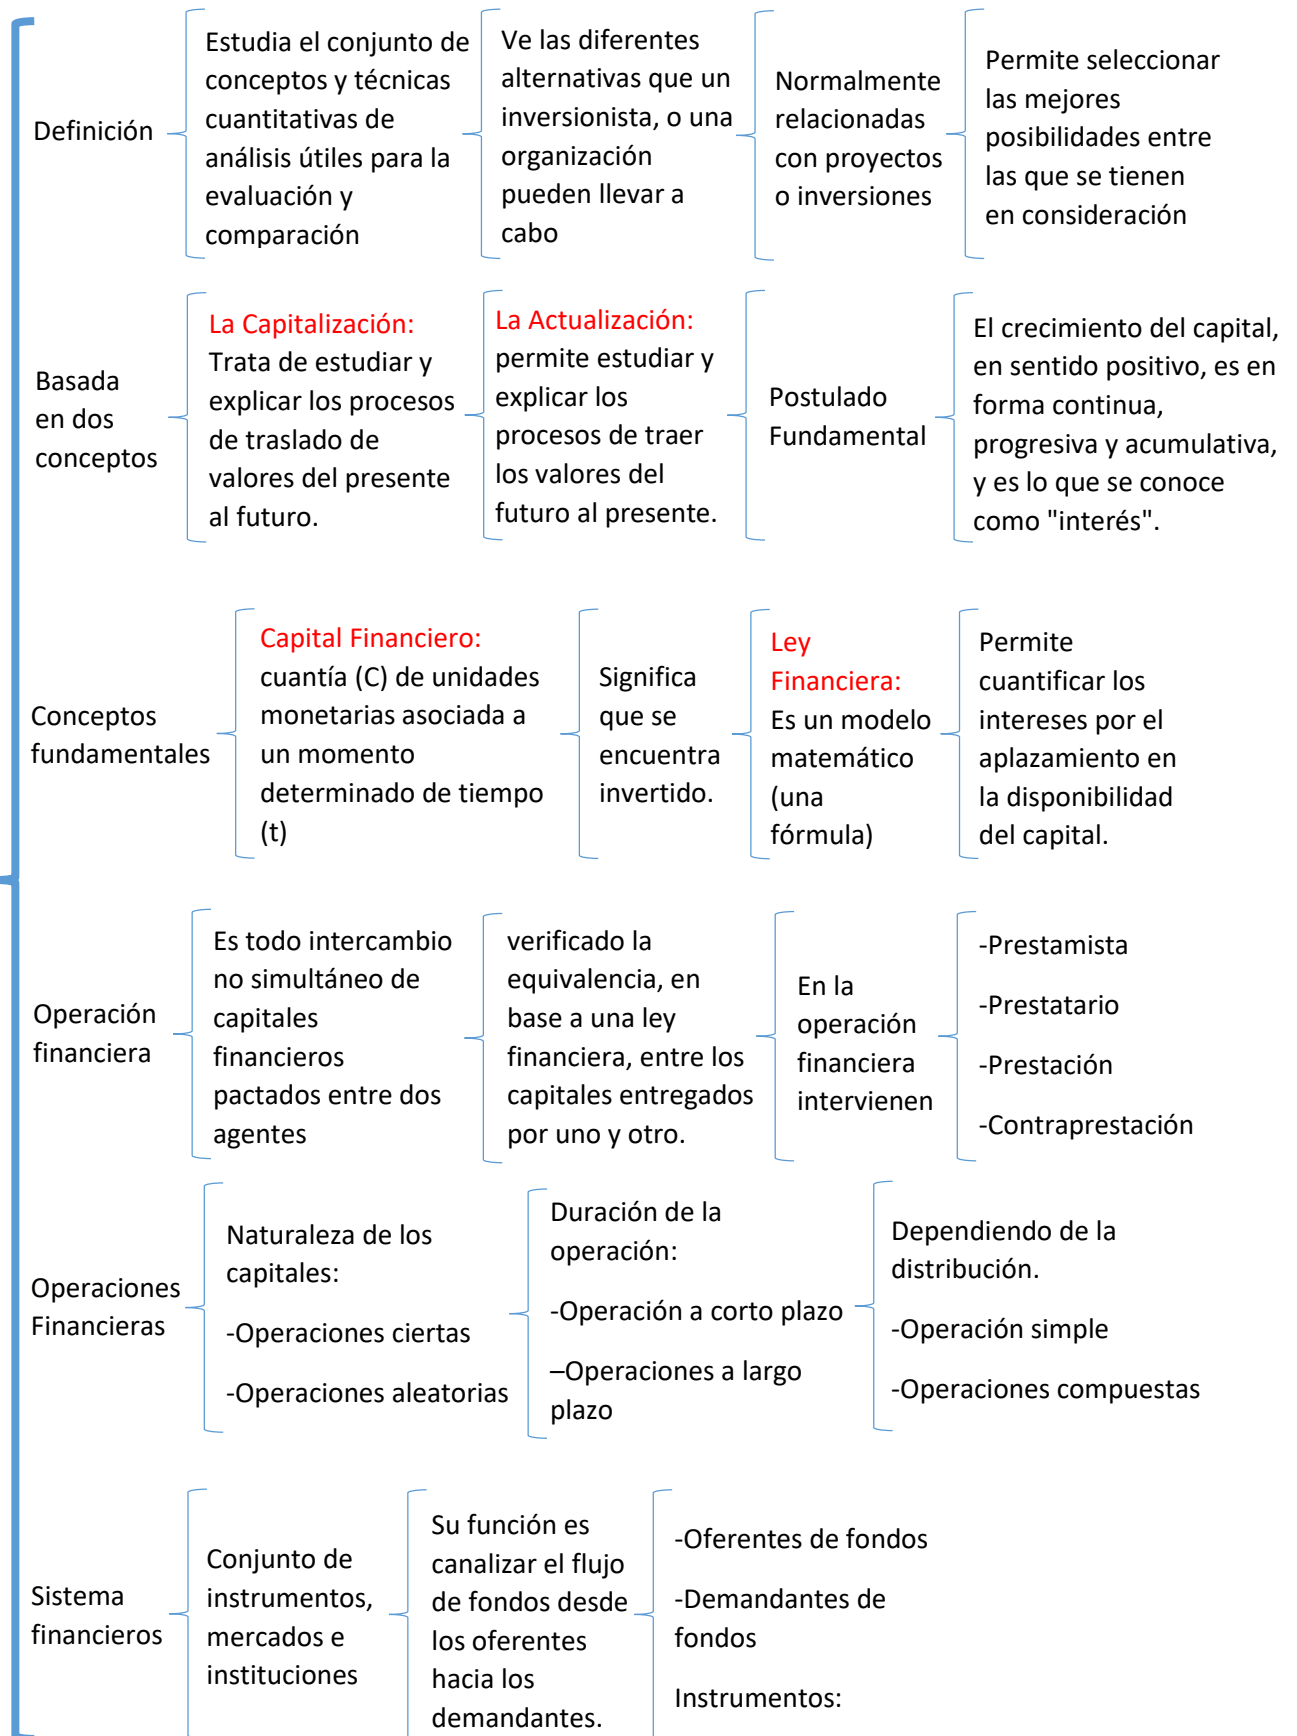 Definición
Estudia el conjunto de
conceptos y técnicas
cuantitativas de
análisis útiles para la
evaluación y
comparación
Ve las diferentes
alternativas que un
inversionista, o una
organización
pueden llevar a
cabo
Normalmente
relacionadas
con proyectos
o inversiones
Permite seleccionar
las mejores
posibilidades entre
las que se tienen
en consideración
Basada
en dos
conceptos
La Capitalización:
Trata de estudiar y
explicar los procesos
de traslado de
valores del presente
al futuro.
La Actualización:
permite estudiar y
explicar los
procesos de traer
los valores del
futuro al presente.
Postulado
Fundamental
El crecimiento del capital,
en sentido positivo, es en
forma continua,
progresiva y acumulativa,
y es lo que se conoce
como "interés".
Conceptos
fundamentales
Capital Financiero:
cuantía (C) de unidades
monetarias asociada a
un momento
determinado de tiempo
(t)
Significa
que se
encuentra
invertido.
Ley
Financiera:
Es un modelo
matemático
(una
fórmula)
Permite
cuantificar los
intereses por el
aplazamiento en
la disponibilidad
del capital.
Operación
financiera
Es todo intercambio
no simultáneo de
capitales
financieros
pactados entre dos
agentes
verificado la
equivalencia, en
base a una ley
financiera, entre los
capitales entregados
por uno y otro.
En la
operación
financiera
intervienen
-Prestamista
-Prestatario
-Prestación
-Contraprestación
Operaciones
Financieras
Naturaleza de los
capitales:
-Operaciones ciertas
-Operaciones aleatorias
Duración de la
operación:
-Operación a corto plazo
–Operaciones a largo
plazo
Dependiendo de la
distribución.
-Operación simple
-Operaciones compuestas
Sistema
financieros
Conjunto de
instrumentos,
mercados e
instituciones
Su función es
canalizar el flujo
de fondos desde
los oferentes
hacia los
demandantes.
-Oferentes de fondos
-Demandantes de
fondos
Instrumentos: